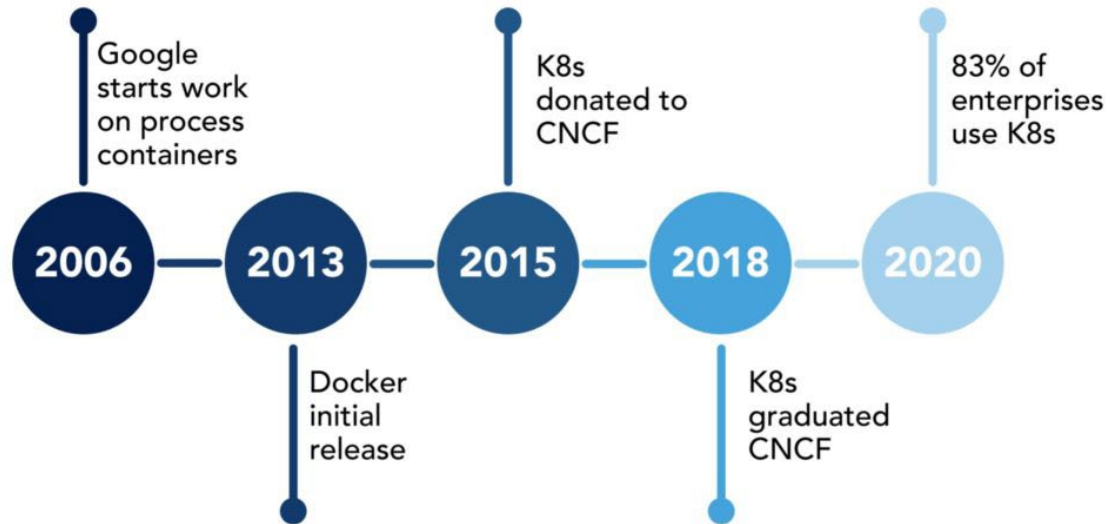 Google
starts work
on process
containers
K8s
donated to
CNCF
83% of
enterprises
use K8s
2006
2013
2015
2018
2020
Docker
initial
release
K8s
graduated
CNCF